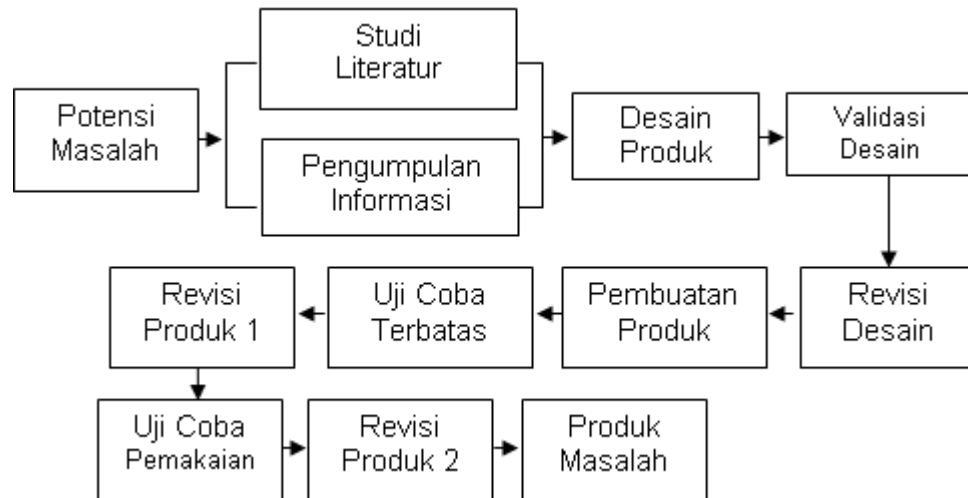 Potensi
Masalah
Studi
Literatur
Pengumpulan
Informasi
Desain
Produk
Validasi
Desain
Revisi
Desain
Pembuatan
Produk
Uji Coba
Terbatas
Revisi
Produk 1
Uji Coba
Pemakaian
Revisi
Produk 2
Produk
Masalah